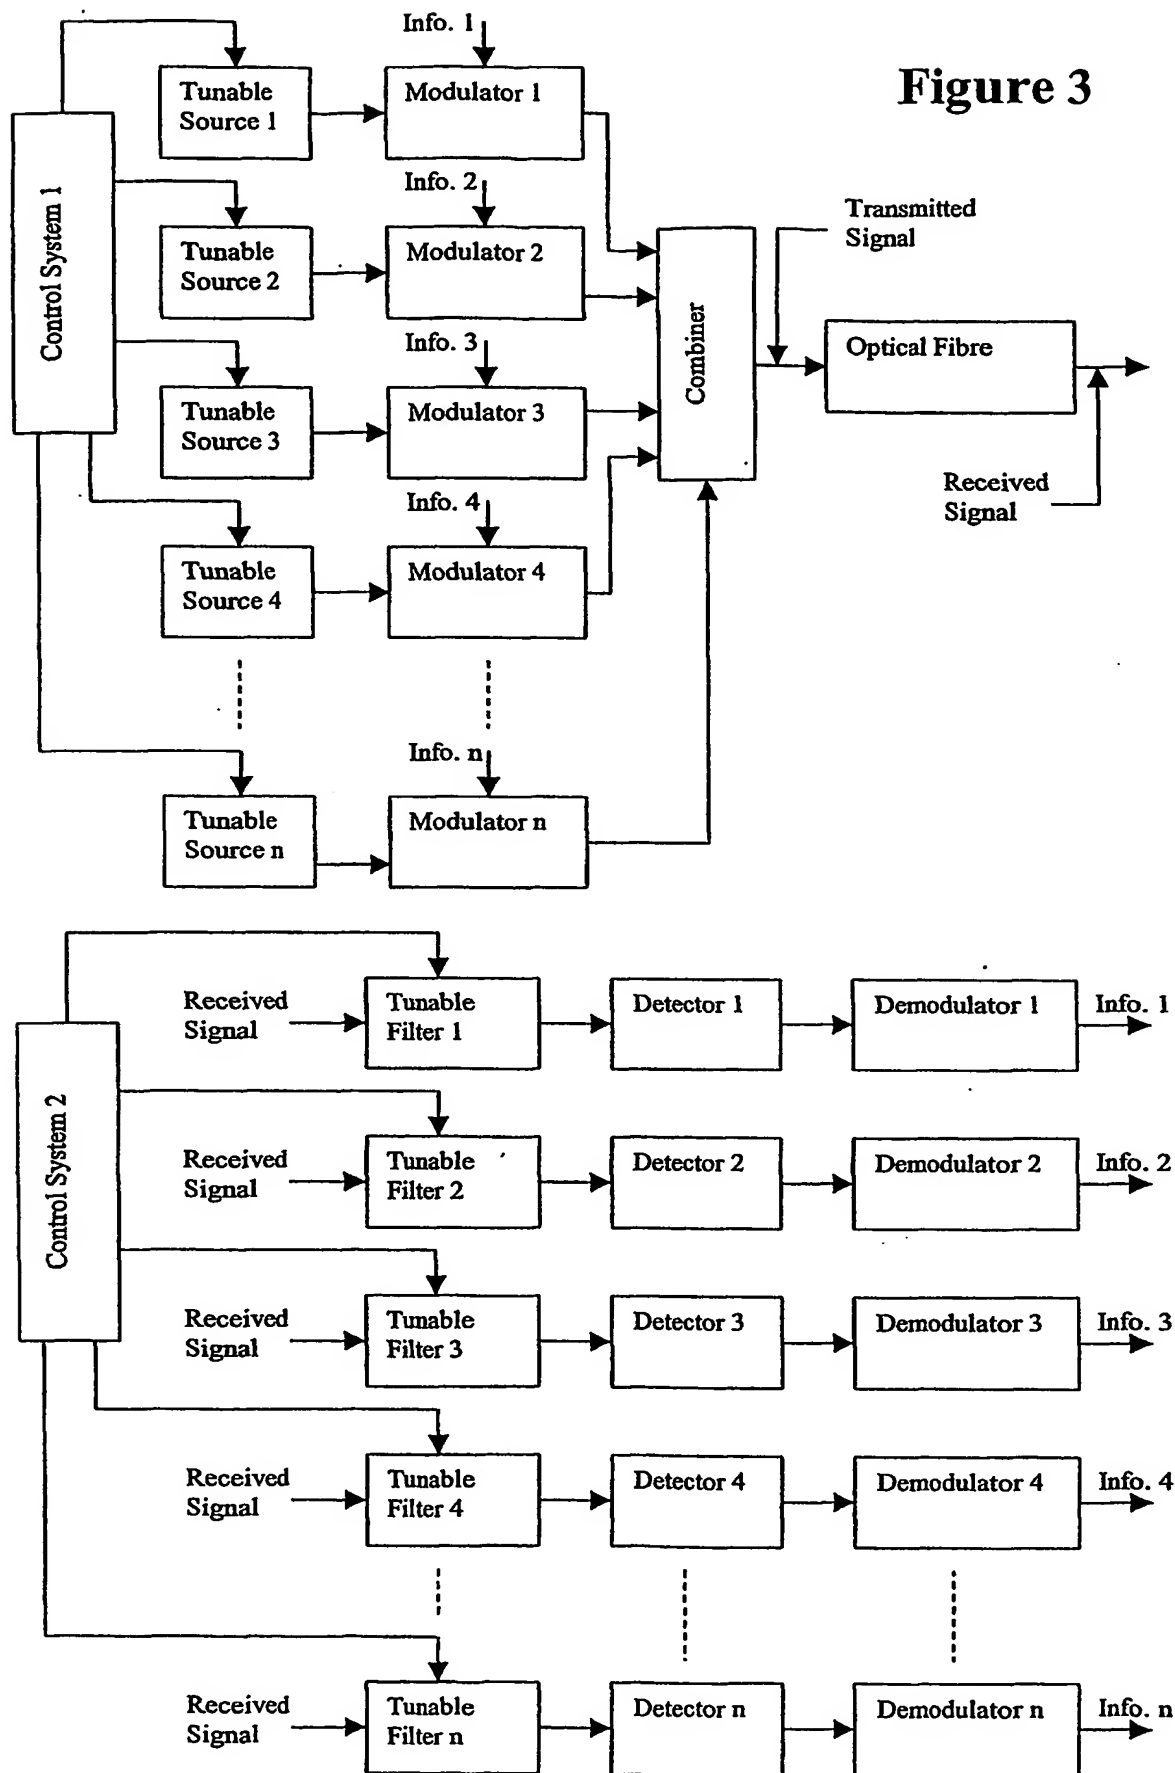 Figure 3
Control System 1
Info. 1
Tunable
Source 1
Modulator 1
Info. 2
Tunable
Source 2
Modulator 2
Info. 3
Tunable
Source 3
Modulator 3
Info. 4
Tunable
Source 4
Modulator 4
Info. n
Tunable
Source n
Modulator n
Combiner
Transmitted
Signal
Optical Fibre
Received
Signal
Control System 2
Received
Signal
Tunable
Filter 1
Detector 1
Demodulator 1
Info. 1
Received
Signal
Tunable
Filter 2
Detector 2
Demodulator 2
Info. 2
Received
Signal
Tunable
Filter 3
Detector 3
Demodulator 3
Info. 3
Received
Signal
Tunable
Filter 4
Detector 4
Demodulator 4
Info. 4
Received
Signal
Tunable
Filter n
Detector n
Demodulator n
Info. n